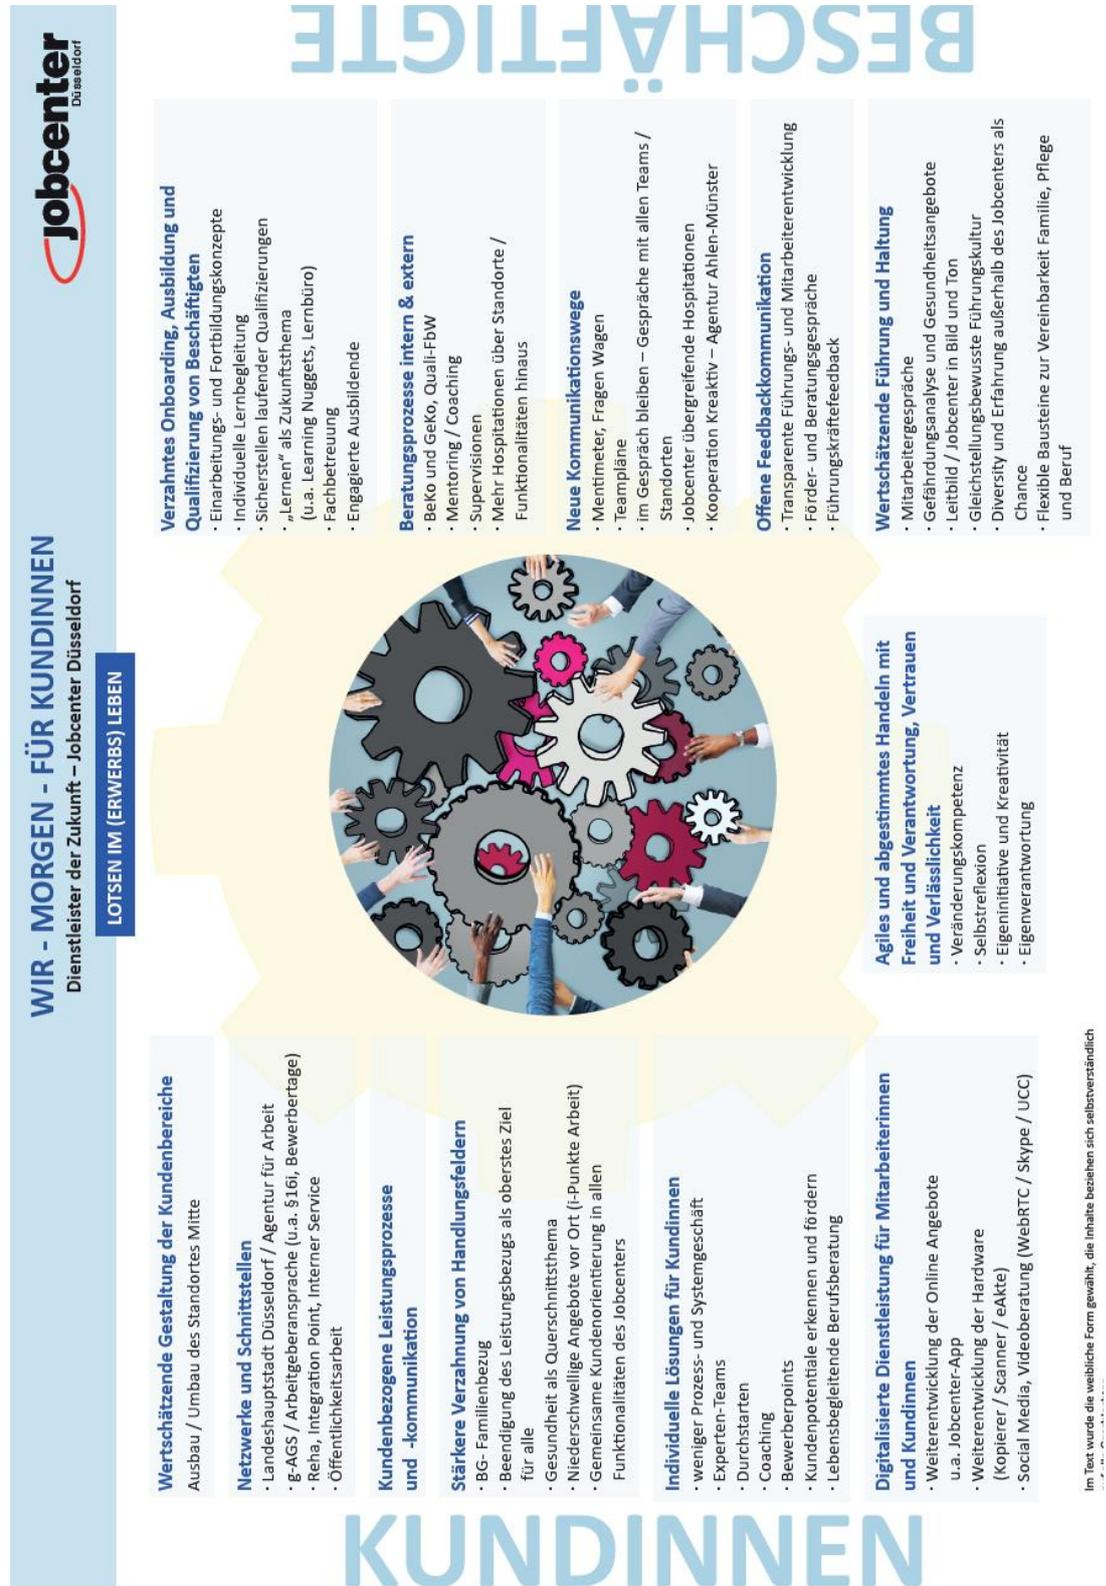 WIR - MORGEN - FÜR KUNDINNEN
Dienstleister der Zukunft – Jobcenter Düsseldorf
LOTSEN IM (ERWERBS) LEBEN
jobcenter
Düsseldorf
KUNDINNEN
Wertschätzende Gestaltung der Kundenbereiche
Ausbau / Umbau des Standortes Mitte
Netzwerke und Schnittstellen
· Landeshauptstadt Düsseldorf / Agentur für Arbeit
· g-AGS / Arbeitgeberansprache (u.a. §16i, Bewerbertage)
· Reha, Integration Point, Interner Service
· Öffentlichkeitsarbeit
Kundenbezogene Leistungsprozesse
und -kommunikation
Stärkere Verzahnung von Handlungsfeldern
· BG- Familienbezug
· Beendigung des Leistungsbezugs als oberstes Ziel
für alle
· Gesundheit als Querschnittsthema
· Niederschwellige Angebote vor Ort (i-Punkte Arbeit)
· Gemeinsame Kundenorientierung in allen
Funktionalitäten des Jobcenters
Individuelle Lösungen für Kundinnen
· weniger Prozess- und Systemgeschäft
· Experten-Teams
· Durchstarten
· Coaching
· Bewerberpoints
· Kundenpotentiale erkennen und fördern
· Lebensbegleitende Berufsberatung
Digitalisierte Dienstleistung für Mitarbeiterinnen
und Kundinnen
· Weiterentwicklung der Online Angebote
u.a. Jobcenter-App
· Weiterentwicklung der Hardware
(Kopierer / Scanner / eAkte)
· Social Media, Videoberatung (WebRTC / Skype / UCC)
Agiles und abgestimmtes Handeln mit
Freiheit und Verantwortung, Vertrauen
und Verlässlichkeit
· Veränderungskompetenz
· Selbstreflexion
· Eigeninitiative und Kreativität
· Eigenverantwortung
Verzahntes Onboarding, Ausbildung und
Qualifizierung von Beschäftigten
· Einarbeitungs- und Fortbildungskonzepte
· Individuelle Lernbegleitung
· Sicherstellen laufender Qualifizierungen
· „Lernen“ als Zukunftsthema
(u.a. Learning Nuggets, Lernbüro)
· Fachbetreuung
· Engagierte Ausbildende
Beratungsprozesse intern & extern
· BeKo und GeKo, Quali-FbW
· Mentoring / Coaching
· Supervisionen
· Mehr Hospitationen über Standorte /
Funktionalitäten hinaus
Neue Kommunikationswege
· Mentimeter, Fragen Wagen
· Teampläne
· im Gespräch bleiben – Gespräche mit allen Teams /
Standorten
· Jobcenter übergreifende Hospitationen
· Kooperation Kreaktiv – Agentur Ahlen-Münster
Offene Feedbackkommunikation
· Transparente Führungs- und Mitarbeiterentwicklung
· Förder- und Beratungsgespräche
· Führungskräftefeedback
Wertschätzende Führung und Haltung
· Mitarbeitergespräche
· Gefährdungsanalyse und Gesundheitsangebote
· Leitbild / Jobcenter in Bild und Ton
· Gleichstellungsbewusste Führungskultur
· Diversity und Erfahrung außerhalb des Jobcenters als
Chance
· Flexible Bausteine zur Vereinbarkeit Familie, Pflege
und Beruf
BESCHÄFTIGTE
Im Text wurde die weibliche Form gewählt, die Inhalte beziehen sich selbstverständlich